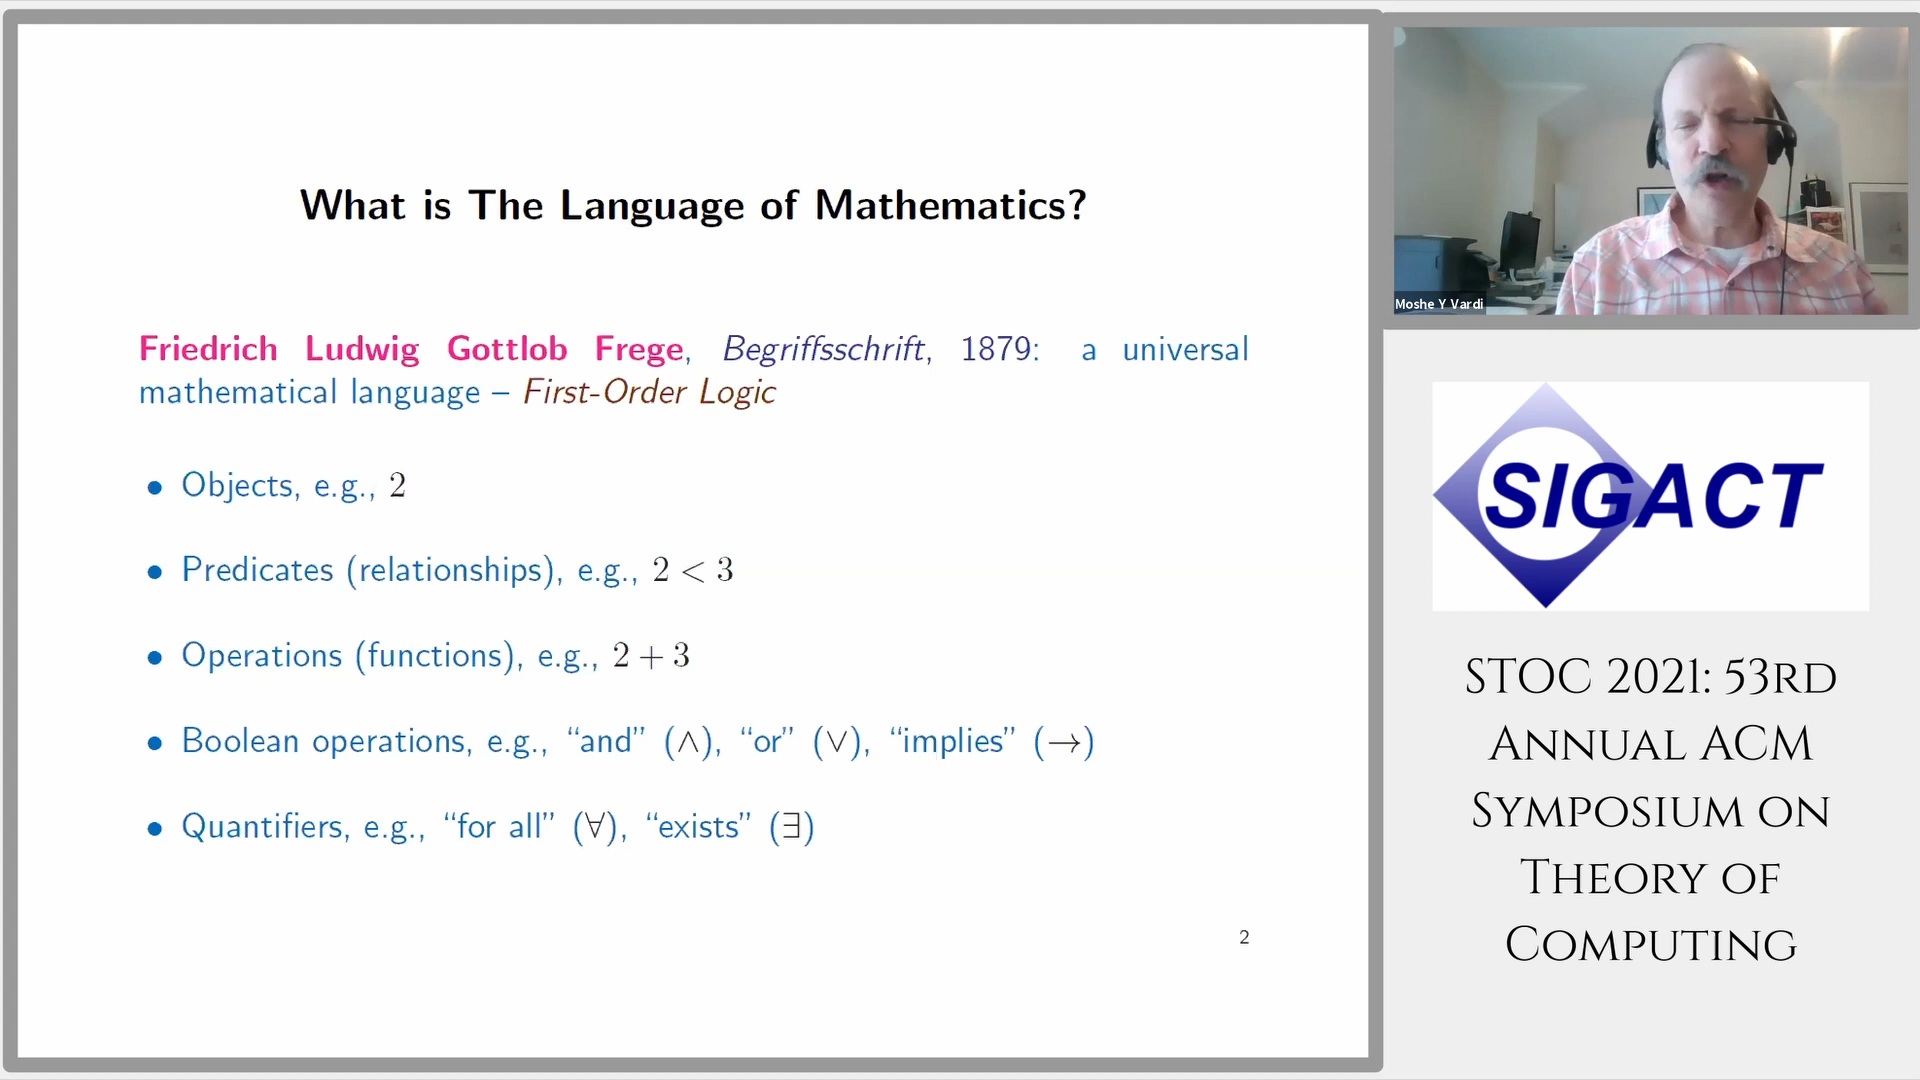 What is The Language of Mathematics?
Friedrich Ludwig Gottlob Frege, Begriffsschrift, 1879: a universal
mathematical language – First-Order Logic
• Objects, e.g., 2
• Predicates (relationships), e.g., 2 < 3
• Operations (functions), e.g., 2 + 3
• Boolean operations, e.g., “and” (∧), “or” (∨), “implies” (→)
• Quantifiers, e.g., “for all” (∀), “exists” (∃)
2
Moshe Y Vardi
SIGACT
STOC 2021: 53rd
Annual ACM
Symposium on
Theory of
Computing